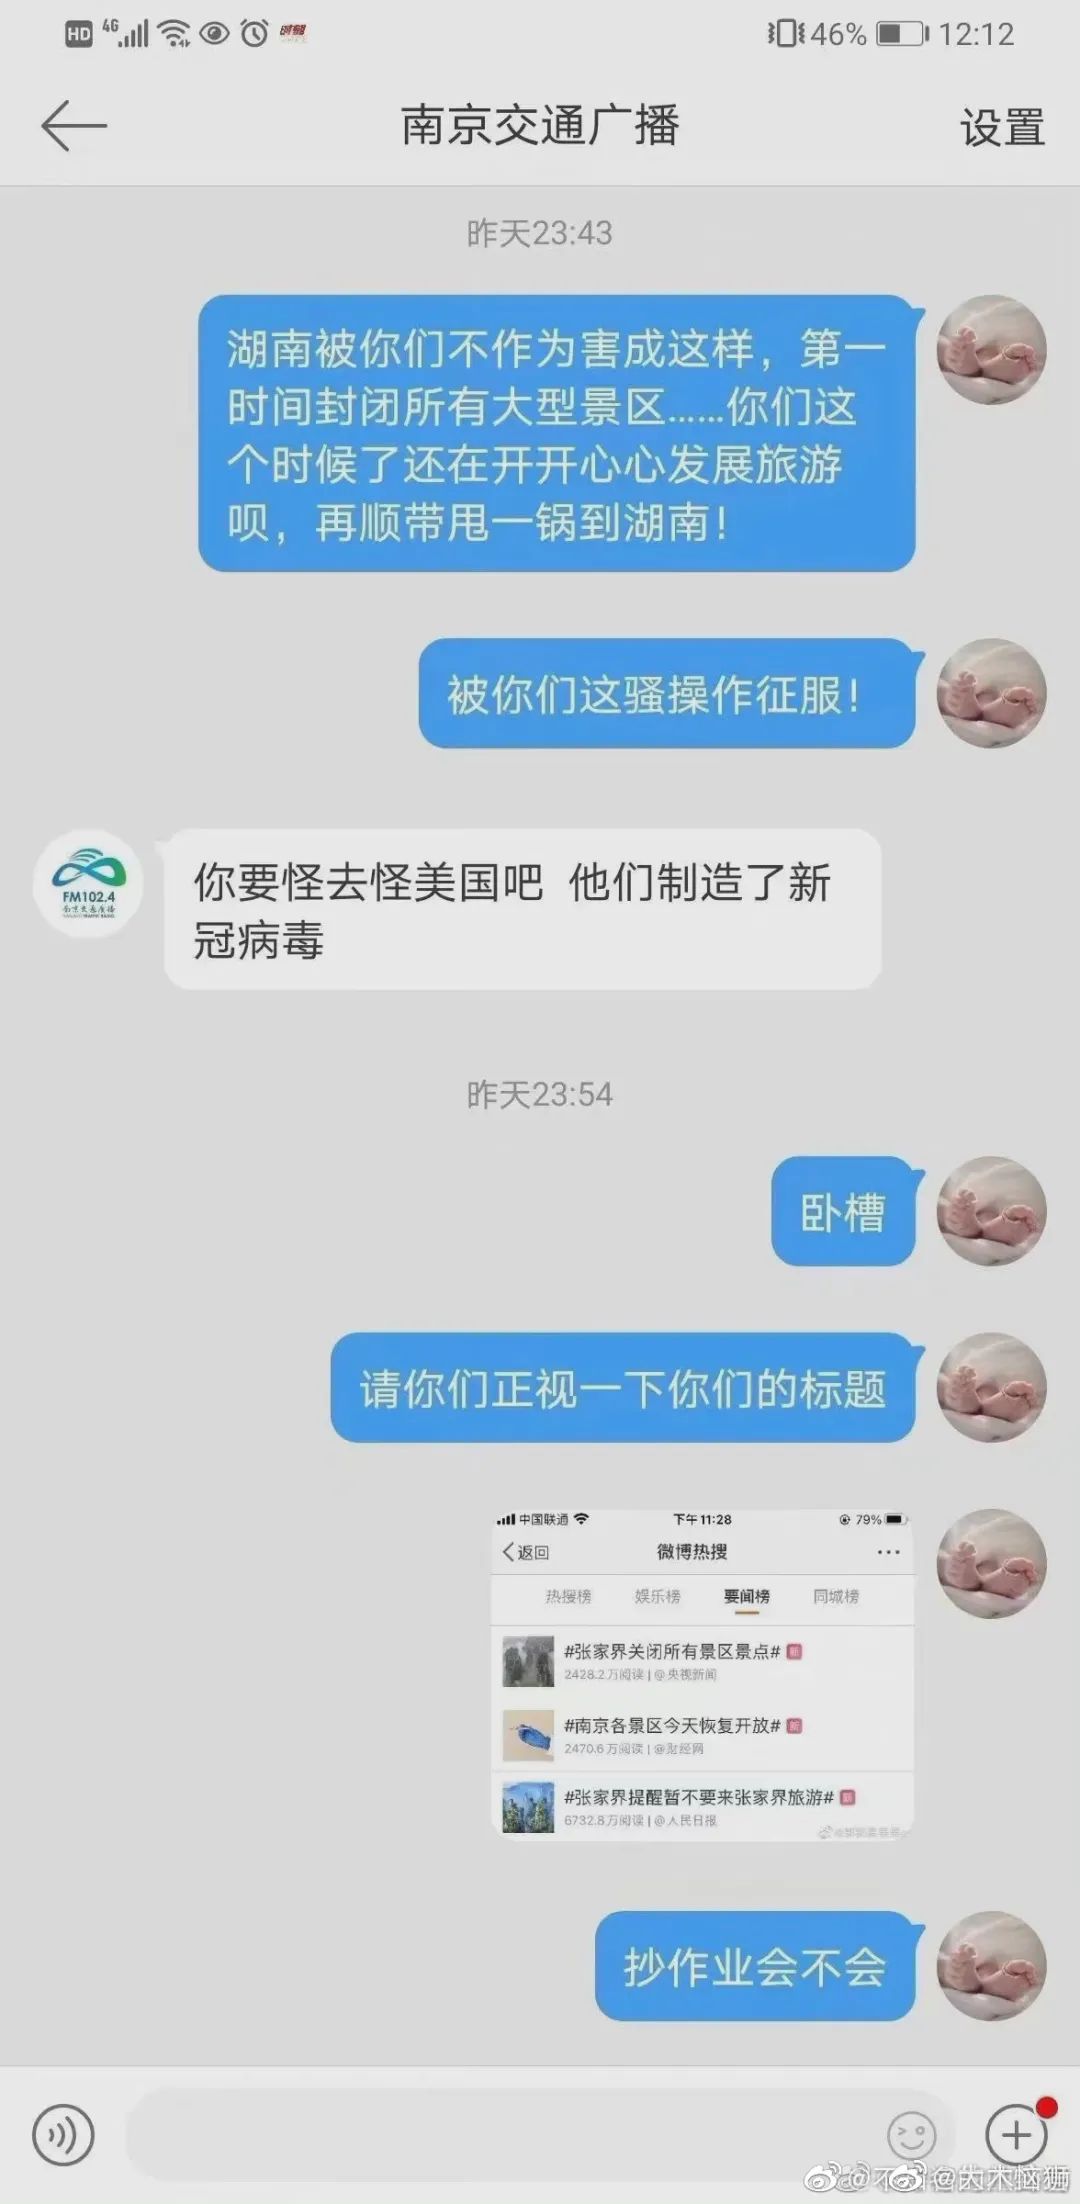 HD 4G 46% 12:12
南京交通广播
设置
昨天23:43
湖南被你们不作为害成这样，第一
时间封闭所有大型景区……你们这
个时候了还在开开心心发展旅游
呗，再顺带甩一锅到湖南！
被你们这骚操作征服！
FM102.4
南京交通广播
你要怪去怪美国吧 他们制造了新
冠病毒
昨天23:54
卧槽
请你们正视一下你们的标题
中国联通 下午11:28 79%
返回 微博热搜
热搜榜 娱乐榜 要闻榜 同城榜
#张家界关闭所有景区景点# 新
2428.2万阅读 | @央视新闻
#南京各景区今天恢复开放# 新
2470.6万阅读 | @财经网
#张家界提醒暂不要来张家界旅游# 新
6732.8万阅读 | @人民日报
抄作业会不会